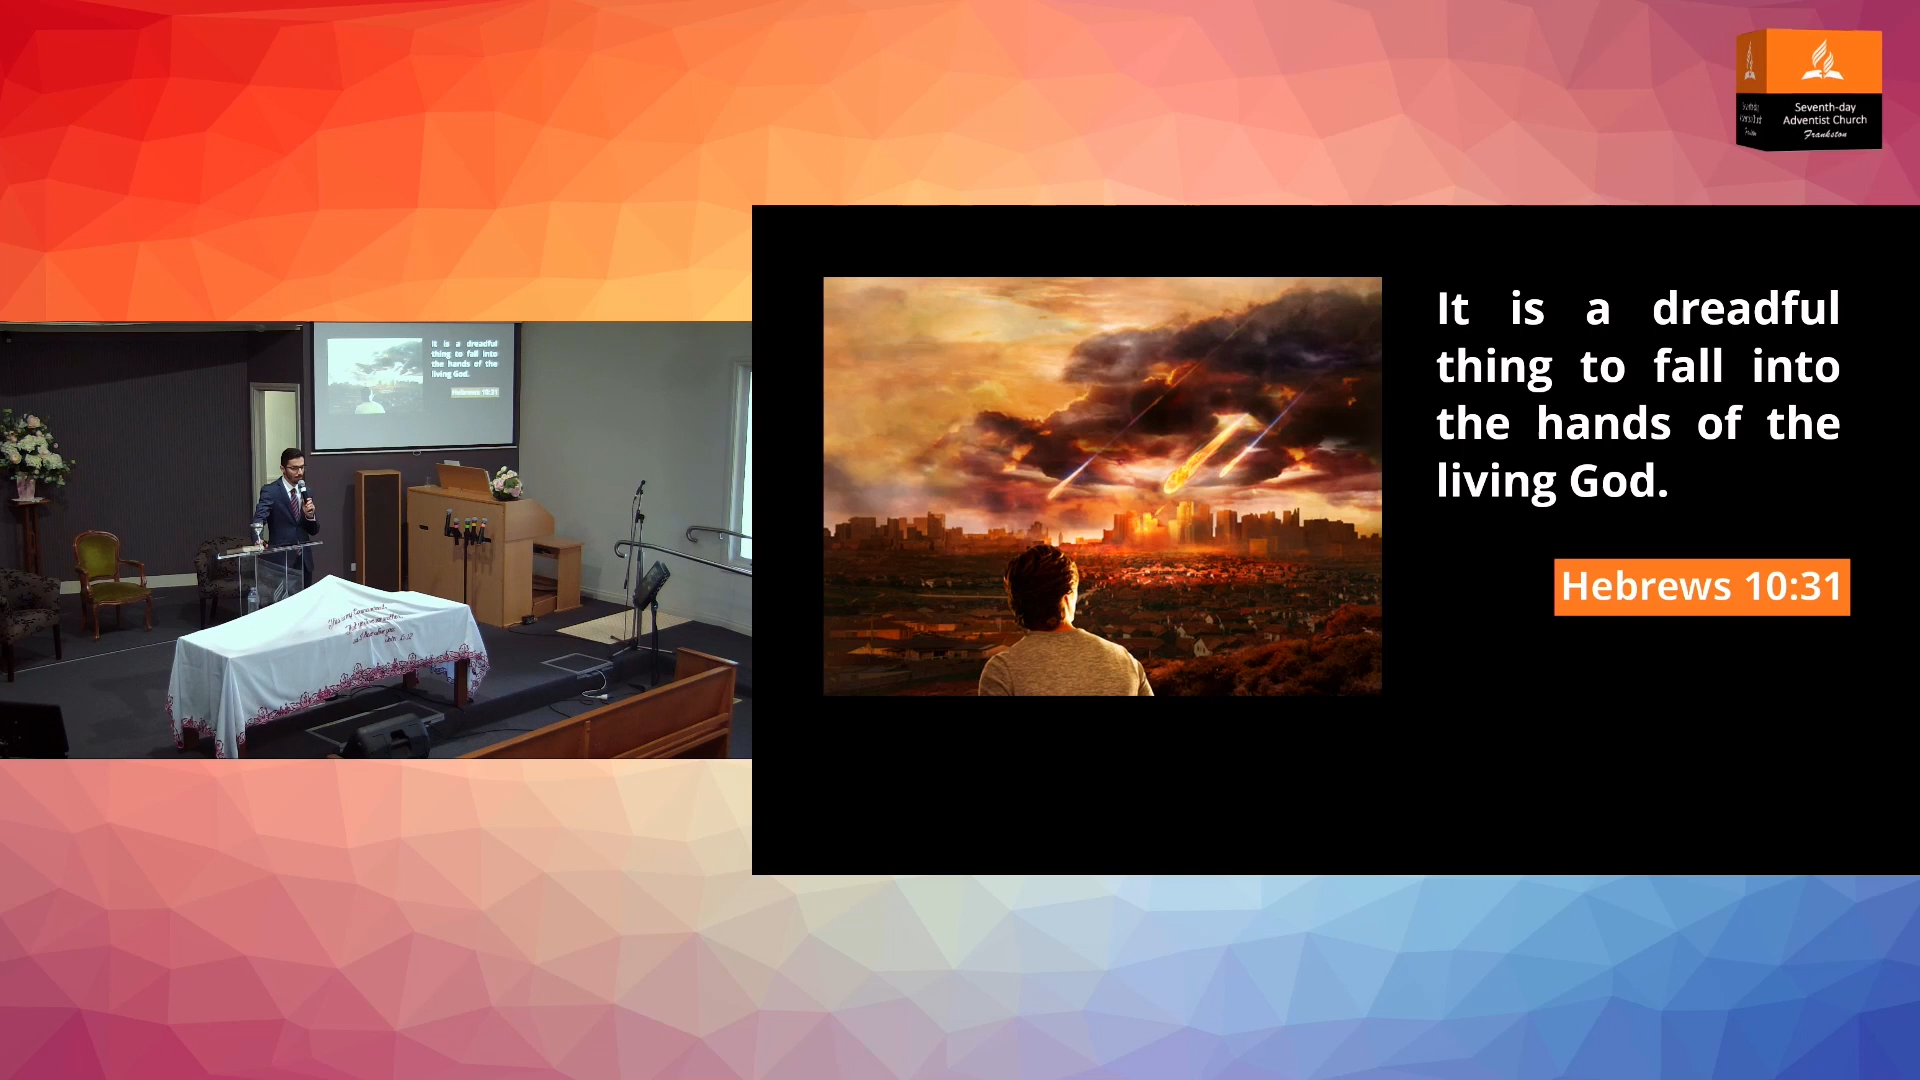 Seventh-day
Adventist Church
Frankston
It is a dreadful
thing to fall into
the hands of the
living God.
Hebrews 10:31
It is a dreadful
thing to fall into
the hands of the
living God.
Hebrews 10:31